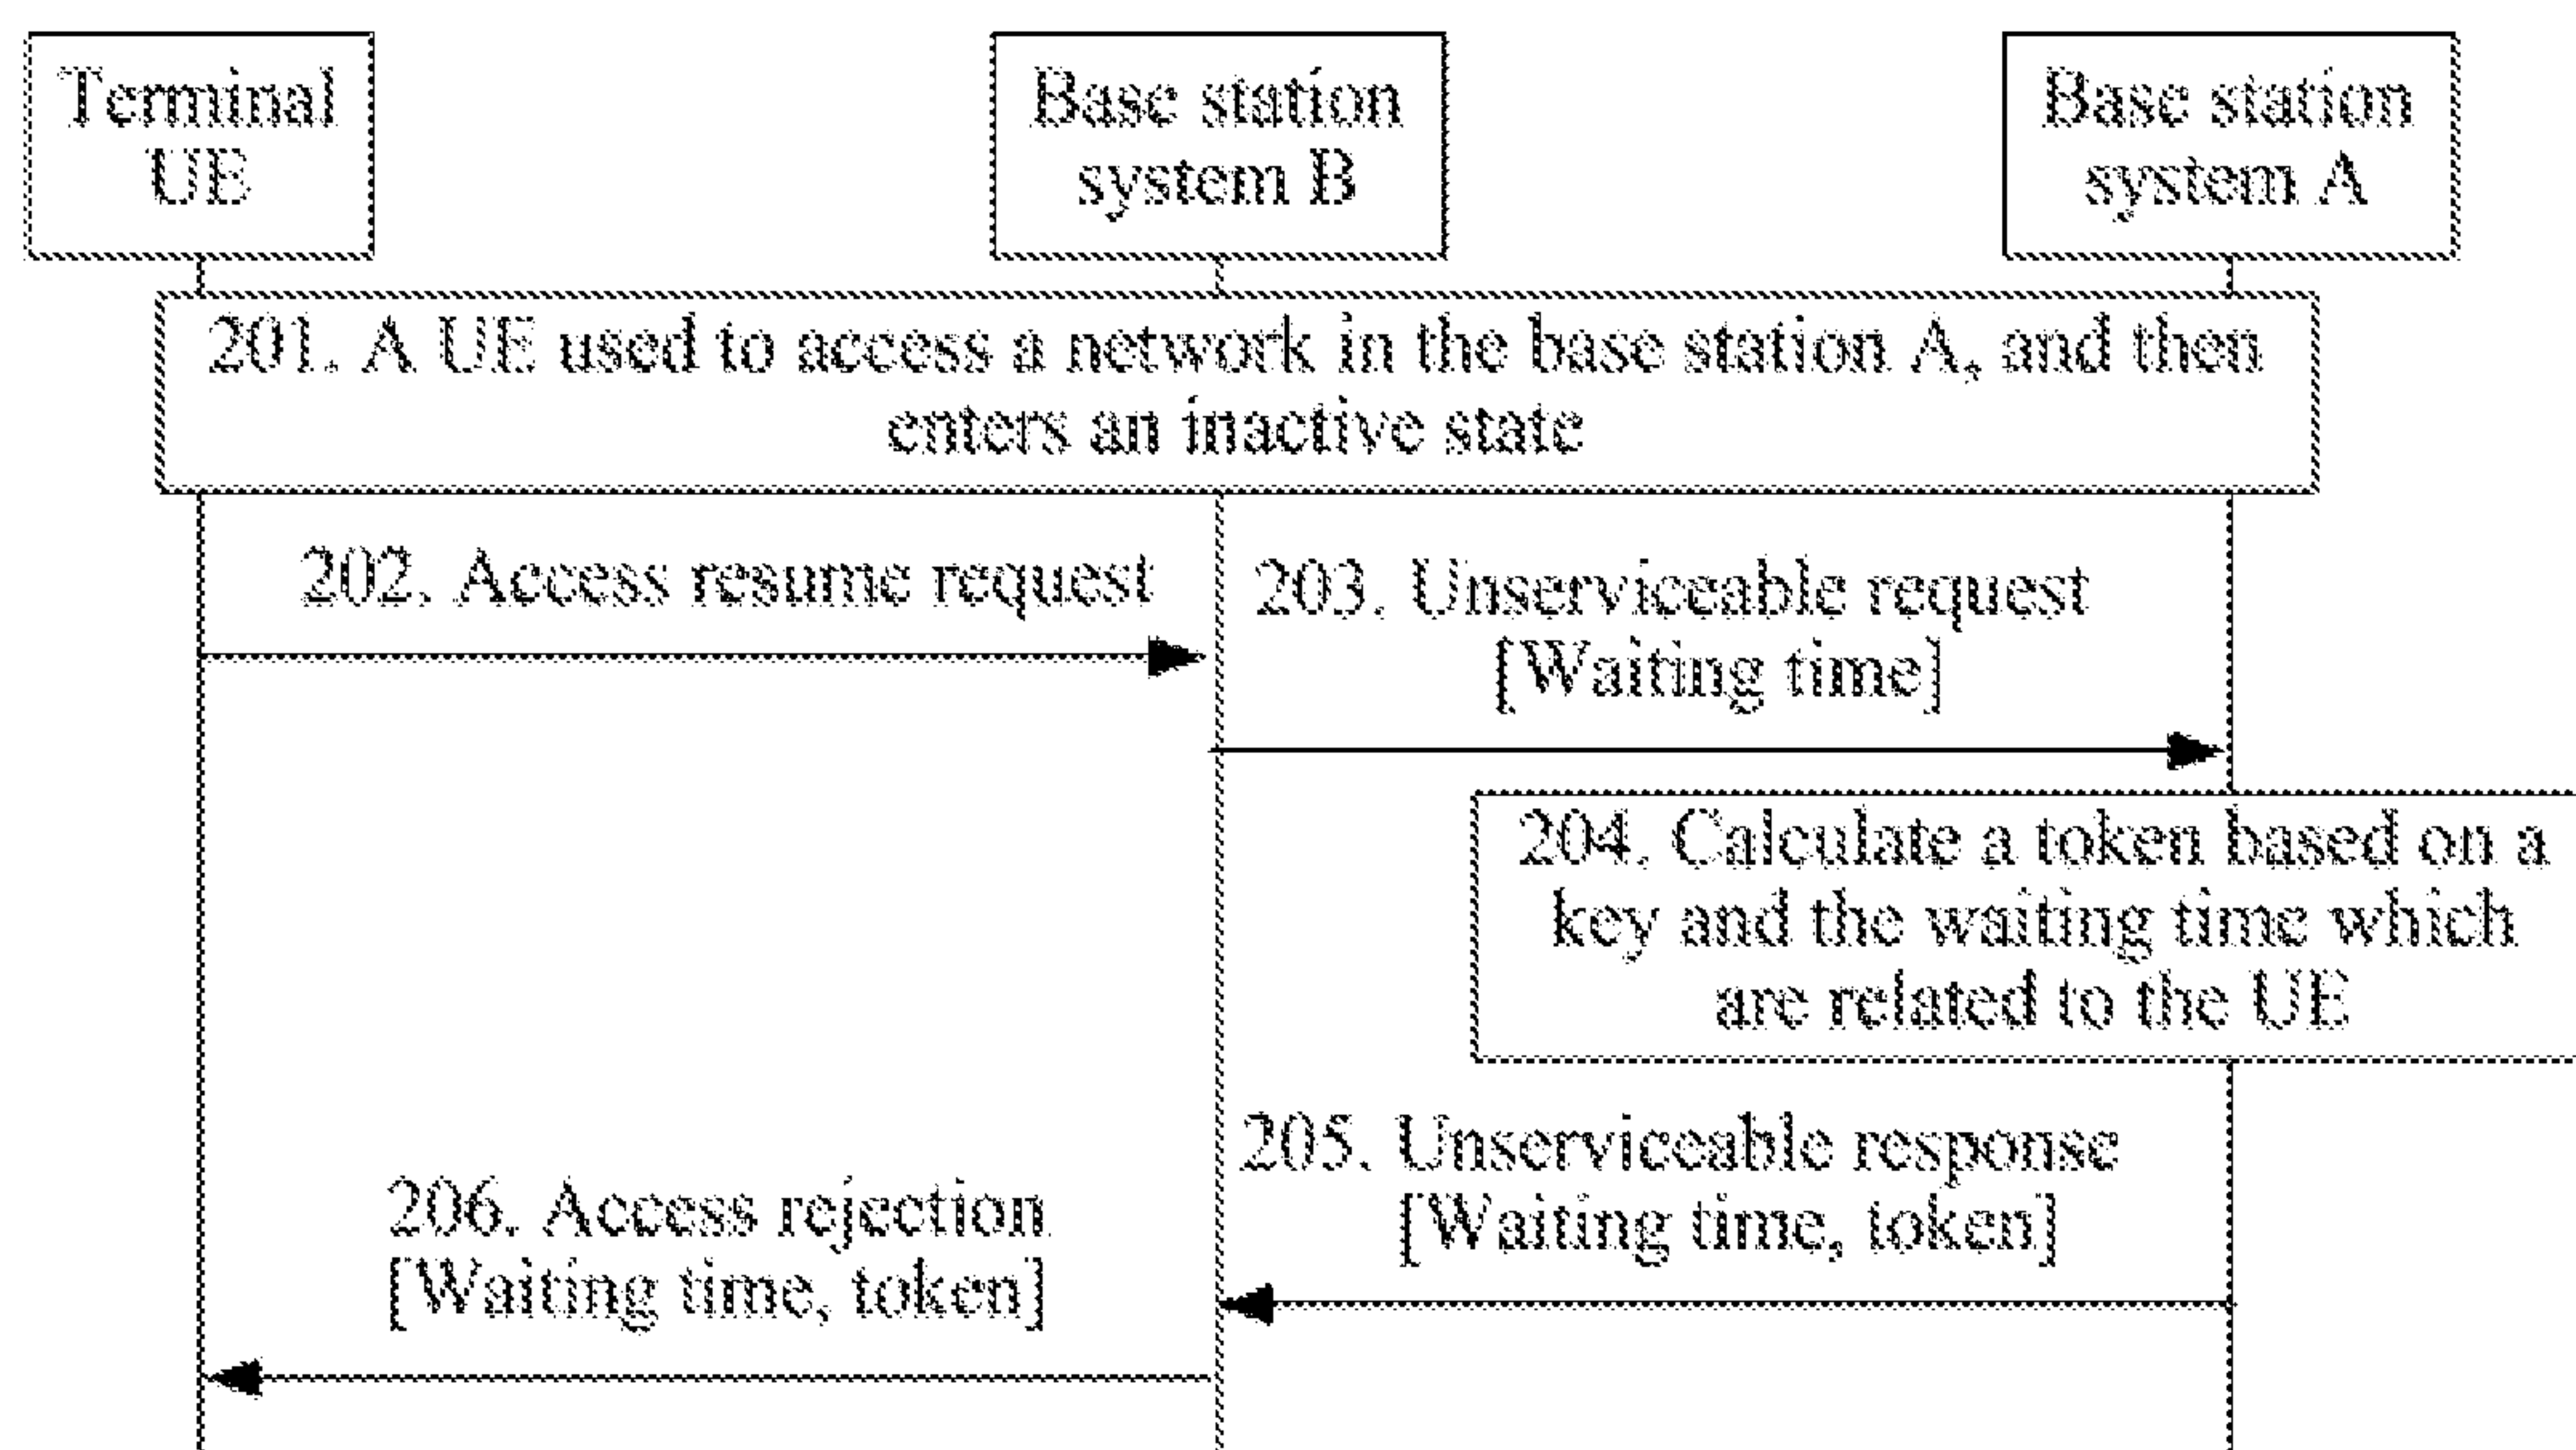 Terminal
UE
Base station
system B
Base station
system A
201. A UE used to access a network in the base station A, and then
enters an inactive state
202. Access resume request
203. Unserviceable request
[Waiting time]
204. Calculate a token based on a
key and the waiting time which
are related to the UE
205. Unserviceable response
[Waiting time, token]
206. Access rejection
[Waiting time, token]